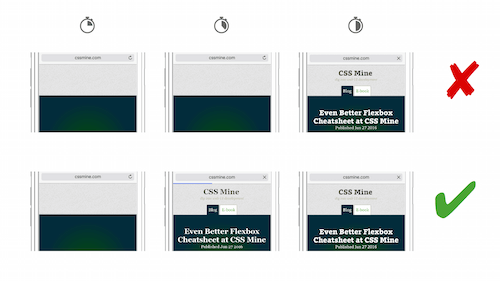 cssmine.com
cssmine.com
cssmine.com
CSS Mine
Blog E-book
Even Better Flexbox
Cheatsheet at CSS Mine
Published Jan 27 2016
cssmine.com
cssmine.com
CSS Mine
Blog E-book
Even Better Flexbox
Cheatsheet at CSS Mine
Published Jan 27 2016
cssmine.com
CSS Mine
Blog E-book
Even Better Flexbox
Cheatsheet at CSS Mine
Published Jan 27 2016